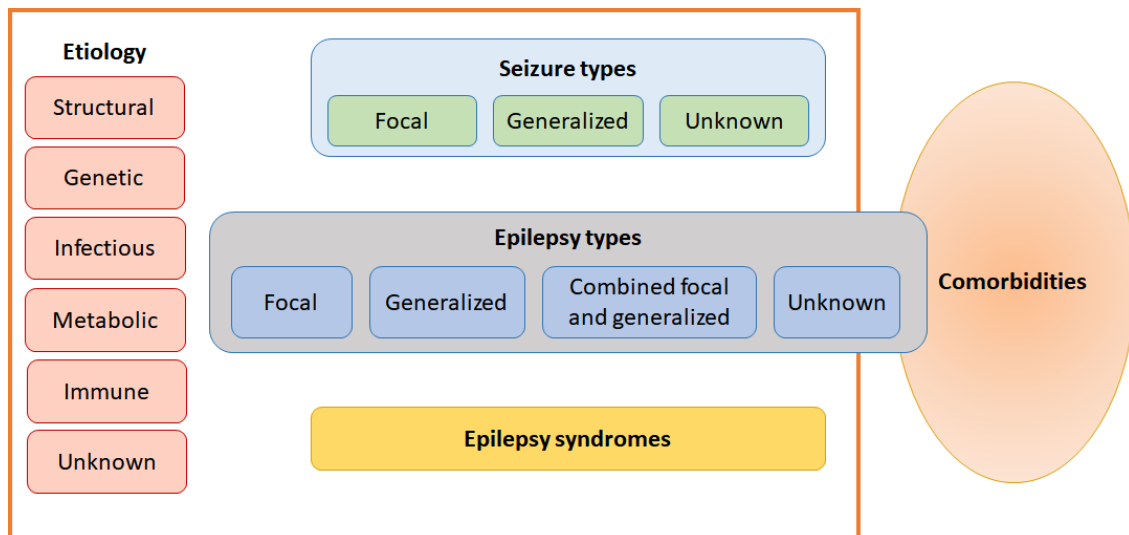 Etiology
Structural
Genetic
Infectious
Metabolic
Immune
Unknown
Seizure types
Focal
Generalized
Unknown
Epilepsy types
Focal
Generalized
Combined focal
and generalized
Unknown
Epilepsy syndromes
Comorbidities